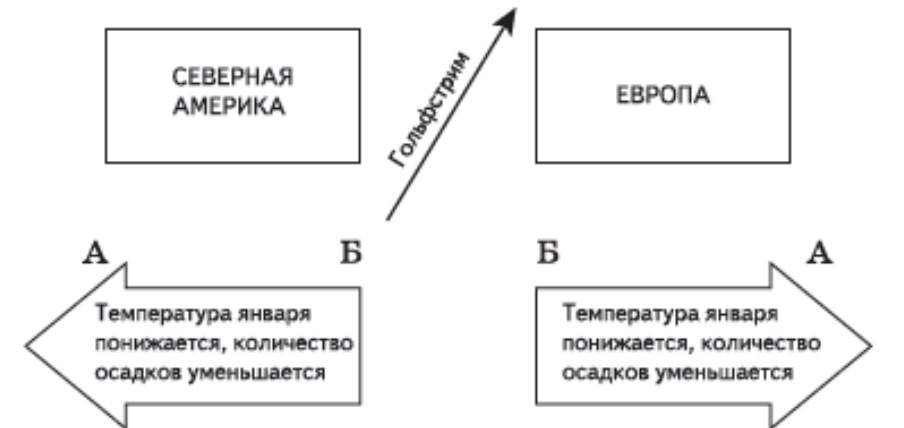 СЕВЕРНАЯ
АМЕРИКА
Гольфстрим
ЕВРОПА
А
Б
Б
А
Температура января
понижается, количество
осадков уменьшается
Температура января
понижается, количество
осадков уменьшается